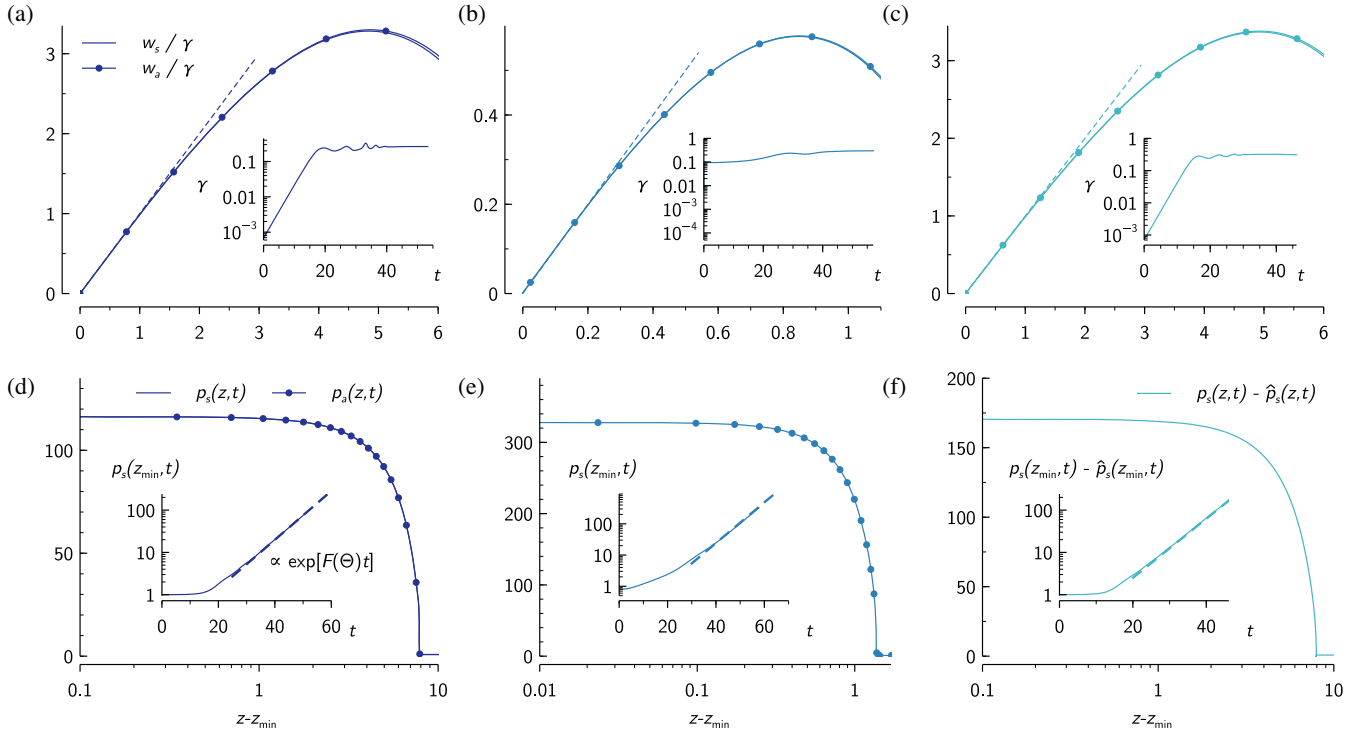 (a)
(b)
(c)
w_s / γ
w_a / γ
3
2
1
0
0 1 2 3 4 5 6
γ
0.1
0.01
10^−3
0 20 40 t
0.4
0.2
0
0 0.2 0.4 0.6 0.8 1
γ
1
0.1
0.01
10^−3
10^−4
0 20 40 t
3
2
1
0
0 1 2 3 4 5 6
γ
1
0.1
0.01
10^−3
0 20 40 t
(d)
(e)
(f)
p_s(z,t) p_a(z,t)
100
50
0
0.1 1 10
z-z_min
p_s(z_min,t)
100
10
1
0 20 40 60 t
∝ exp[F(Θ)t]
300
200
100
0
0.01 0.1 1
z-z_min
p_s(z_min,t)
100
10
1
0 20 40 60 t
p_s(z,t) - p̂_s(z,t)
200
150
100
50
0
0.1 1 10
z-z_min
p_s(z_min,t) - p̂_s(z_min,t)
100
10
1
0 20 40 t